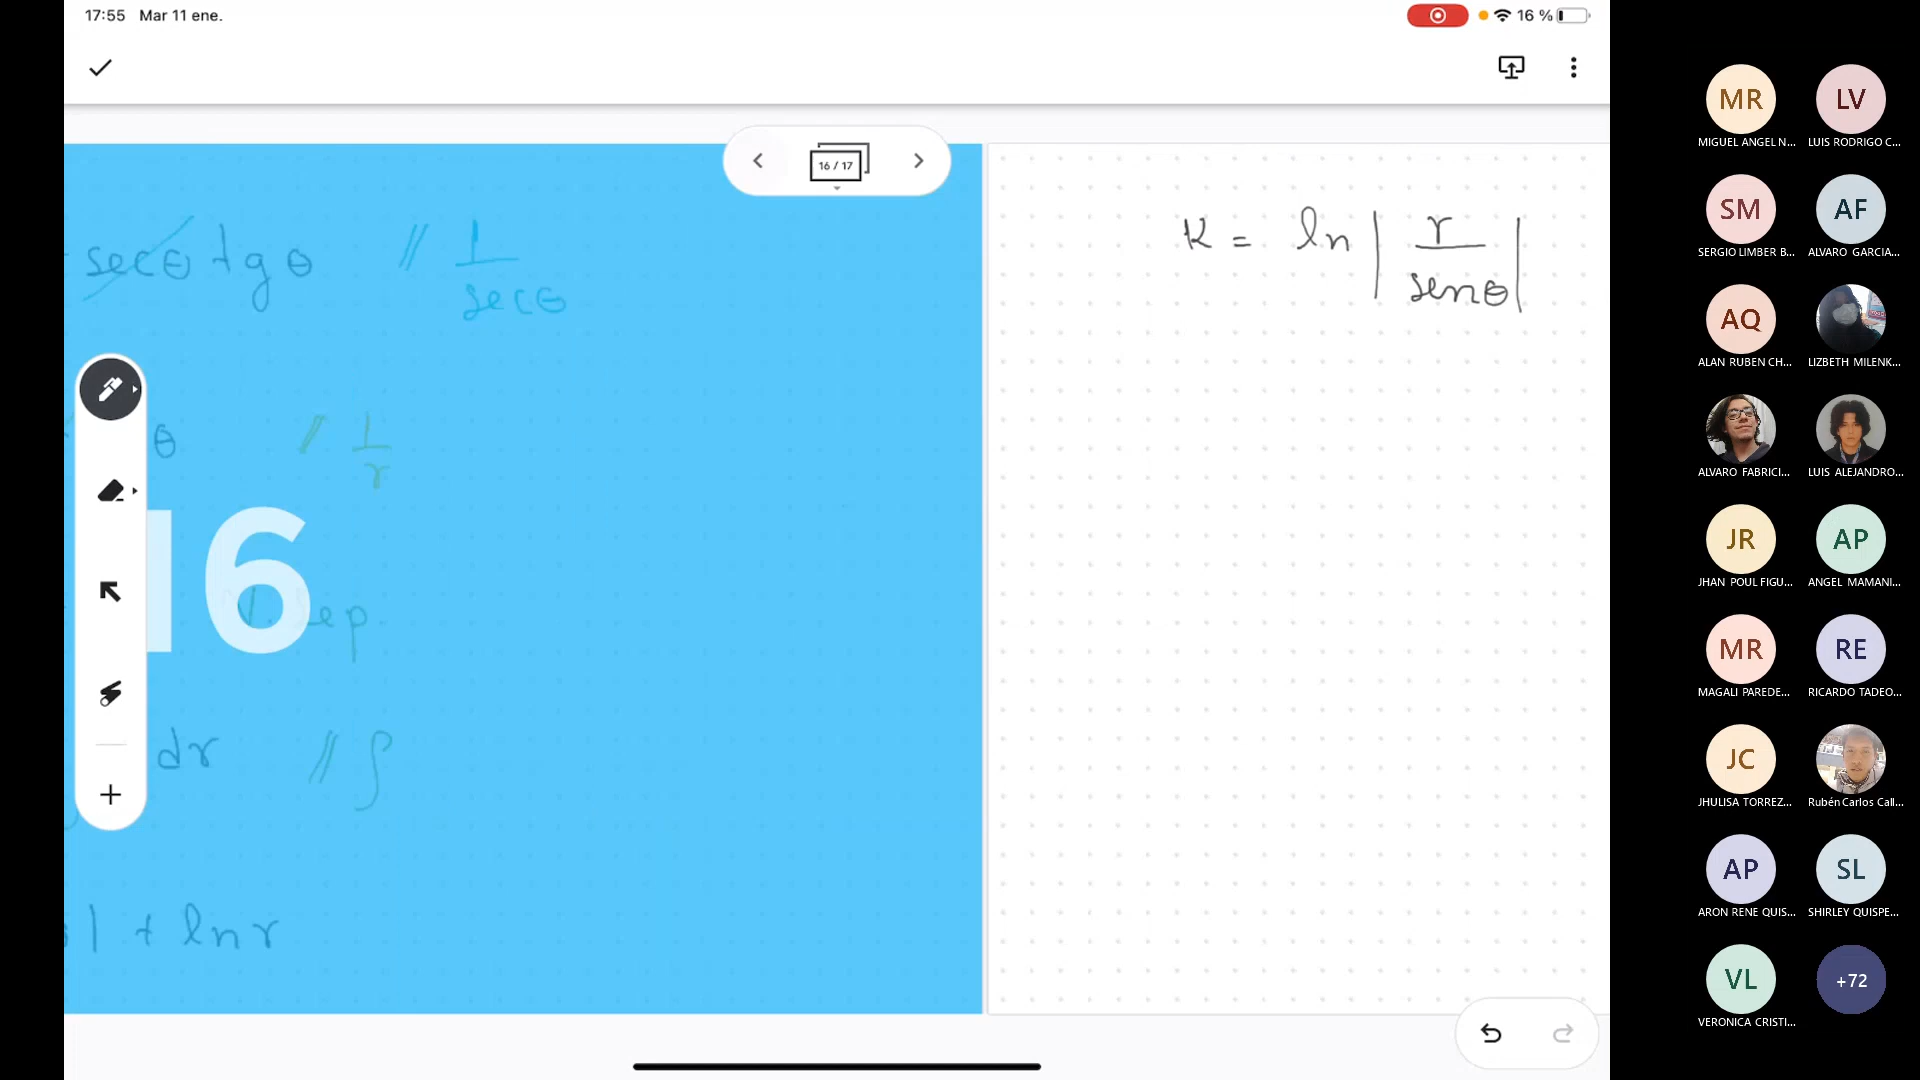 17:55 Mar 11 ene.
16 %
16 / 17
secθ tg θ // 1/secθ
θ // 1/r
16
Sep
dr // ∫
| + ln r
K = ln | r/senθ |
MR LV
MIGUEL ANGEL N... LUIS RODRIGO C...
SM AF
SERGIO LIMBER B... ALVARO GARCIA...
AQ
ALAN RUBEN CH... LIZBETH MILENK...
ALVARO FABRICI... LUIS ALEJANDRO...
JR AP
JHAN POUL FIGU... ANGEL MAMANI...
MR RE
MAGALI PAREDE... RICARDO TADEO...
JC
JHULISA TORREZ... Rubén Carlos Call...
AP SL
ARON RENE QUIS... SHIRLEY QUISPE...
VL +72
VERONICA CRISTI...